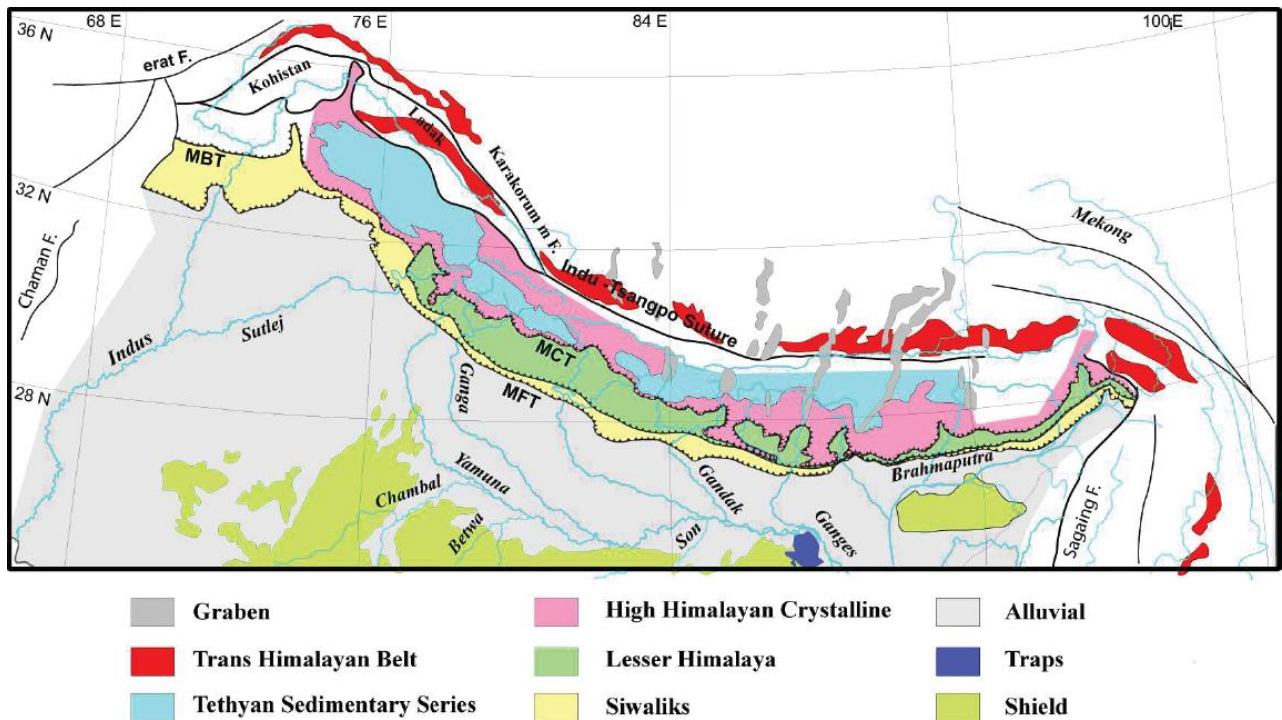 68 E
76 E
84 E
100¡E
36 N
erat F.
Kohistan
Ladak
MBT
Karakorum m F.
32 N
Mekong
Chaman F.
Indu -Tsangpo Suture
Indus
Sutlej
MCT
Ganga
MFT
28 N
Brahmaputra
Yamuna
Gandak
Chambal
Sagaing F.
Betwa
Son
Ganges
Graben
High Himalayan Crystalline
Alluvial
Trans Himalayan Belt
Lesser Himalaya
Traps
Tethyan Sedimentary Series
Siwaliks
Shield